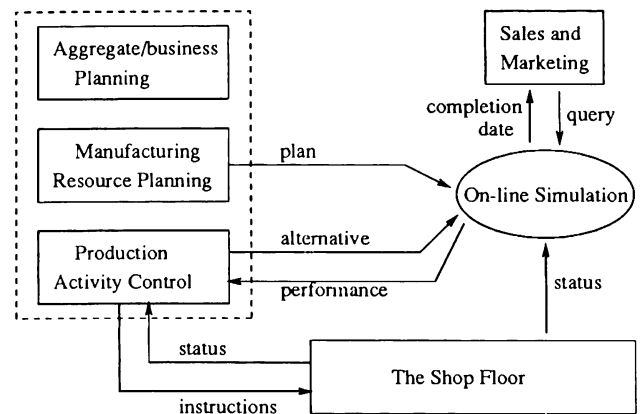 Aggregate/business
Planning
Sales and
Marketing
completion
date
query
Manufacturing
Resource Planning
plan
On-line Simulation
Production
Activity Control
alternative
performance
status
status
The Shop Floor
instructions